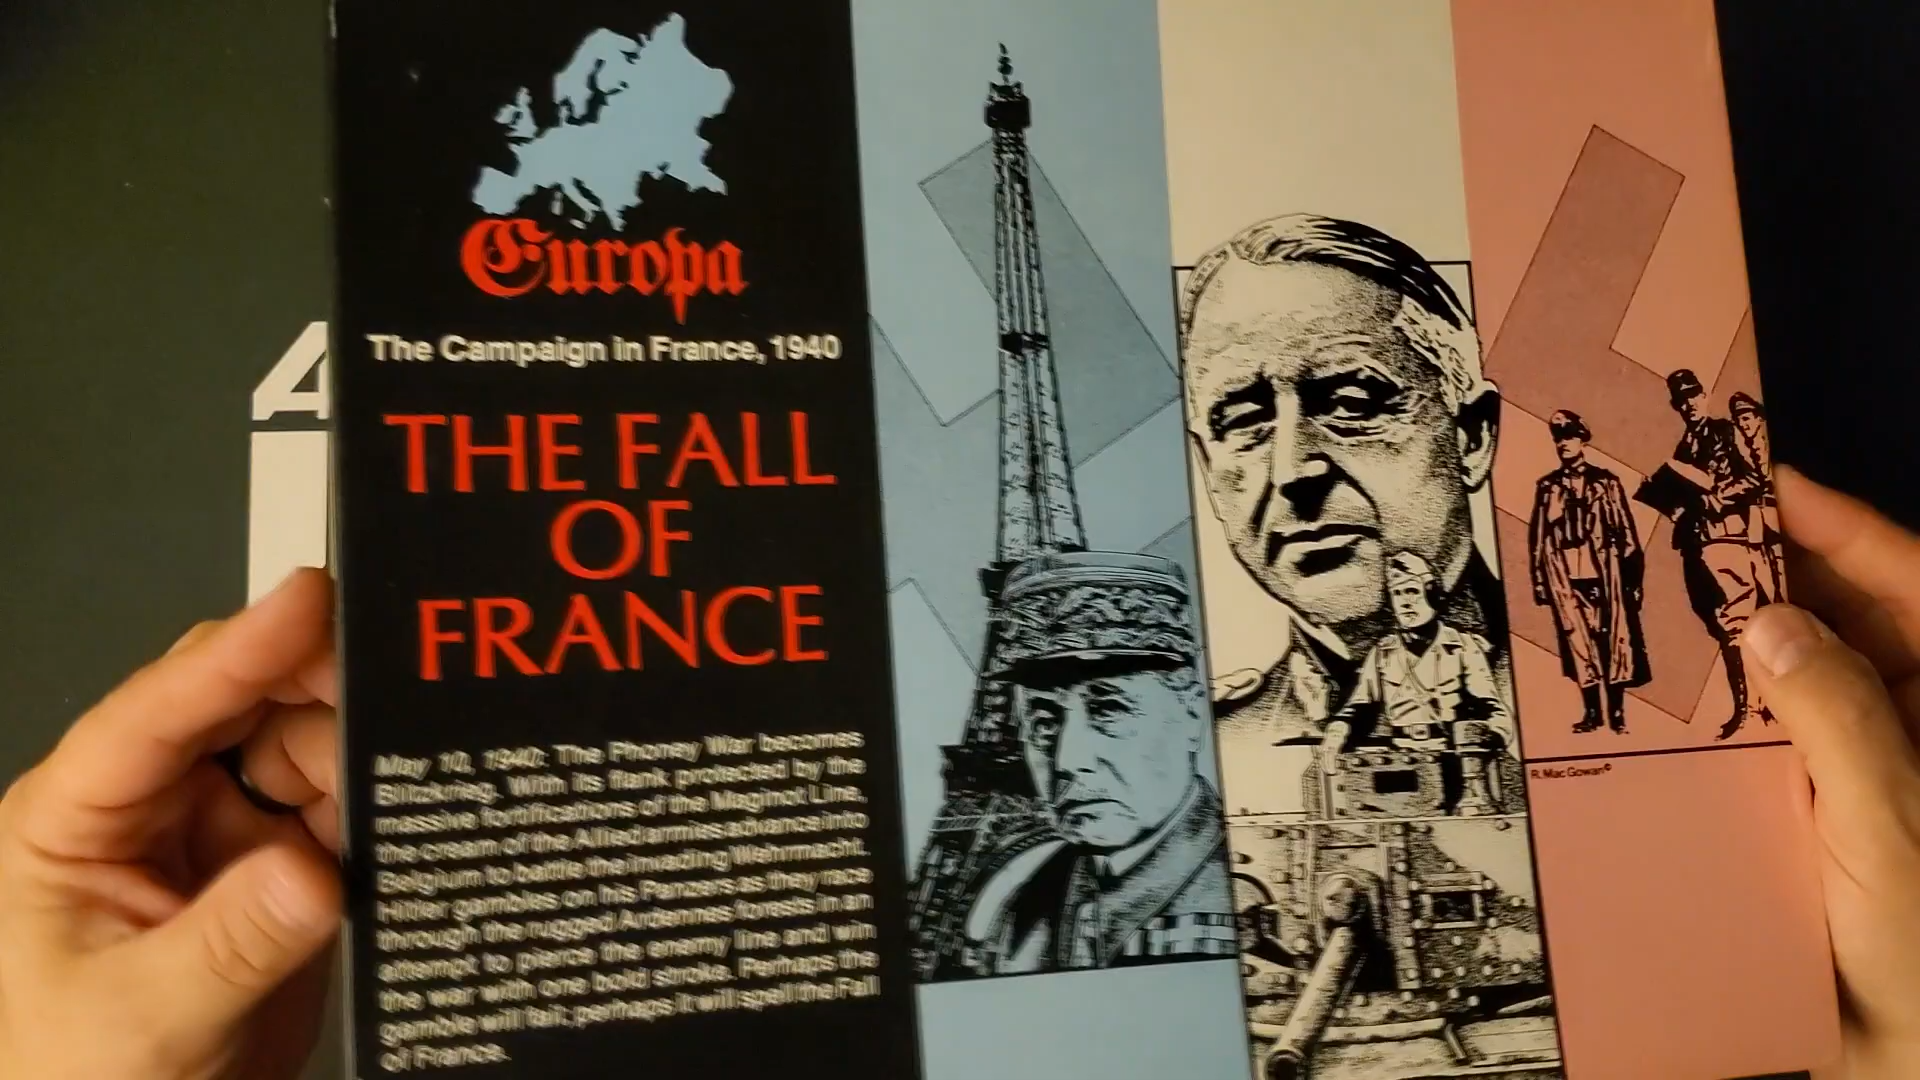 Europa
The Campaign in France, 1940
THE FALL
OF
FRANCE
May 10, 1940: The Phoney War becomes
Blitzkrieg. With its flank protected by the
massive fortifications of the Maginot Line,
the cream of the Allied armies advance into
Belgium to battle the invading Wehrmacht.
Hitler gambles on his Panzers as they race
through the rugged Ardennes forests in an
attempt to pierce the enemy line and win
the war with one bold stroke. Perhaps the
gamble will fail; perhaps it will spell the Fall
of France.
R. Mac Gowan©
4